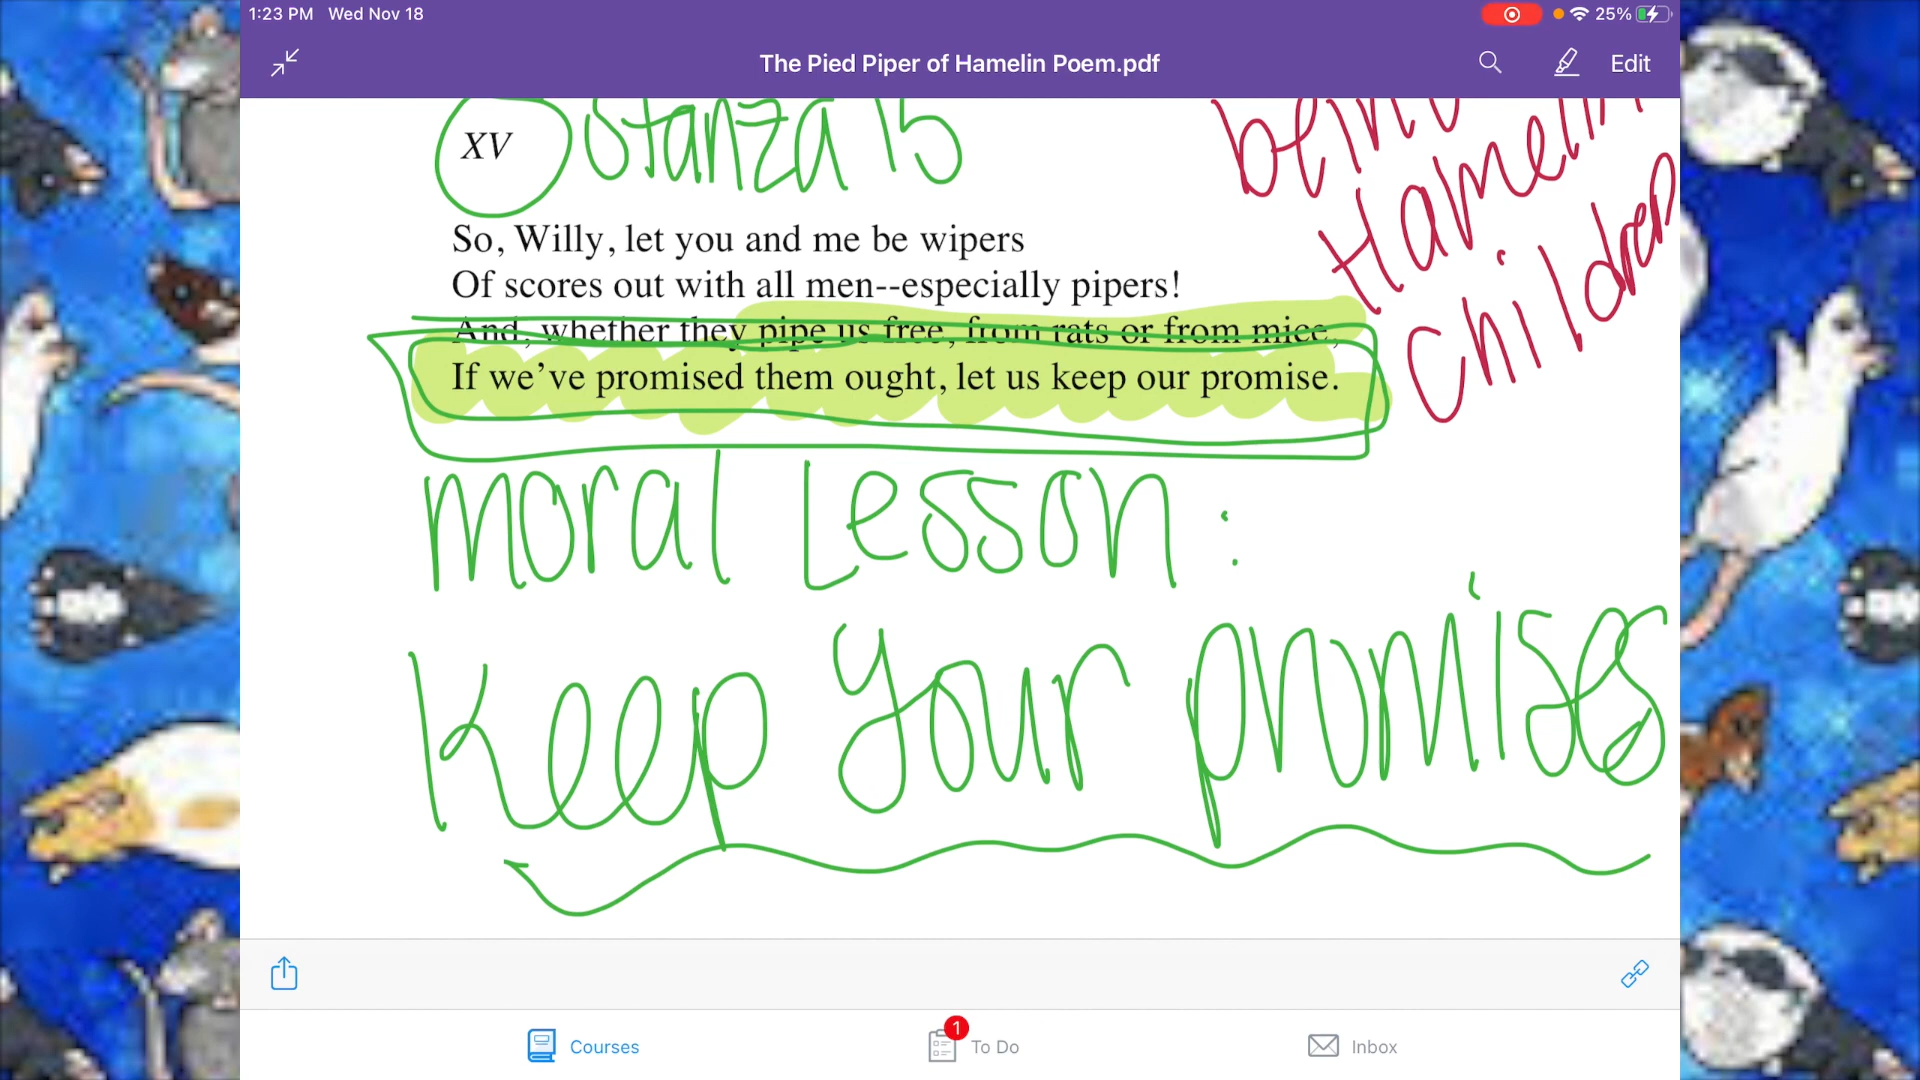 1:23 PM Wed Nov 18
25%
The Pied Piper of Hamelin Poem.pdf
Edit
XV
Stanza 15
Hamelin
children
So, Willy, let you and me be wipers
Of scores out with all men--especially pipers!
And, whether they pipe us free, from rats or from mice,
If we've promised them ought, let us keep our promise.
moral Lesson:
Keep your promises
Courses
1
To Do
Inbox